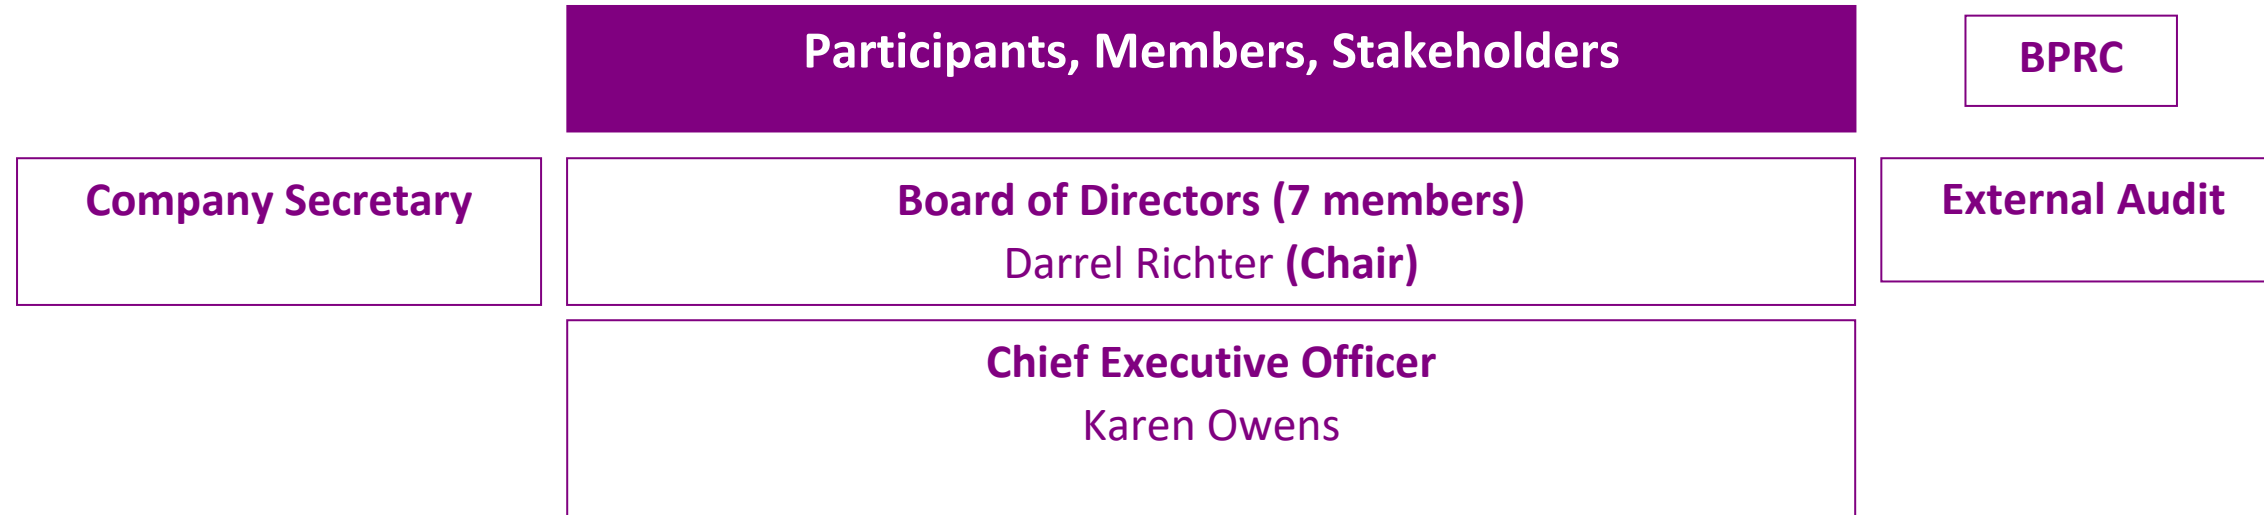 Participants, Members, Stakeholders
BPRC
Company Secretary
Board of Directors (7 members)
Darrel Richter (Chair)
External Audit
Chief Executive Officer
Karen Owens